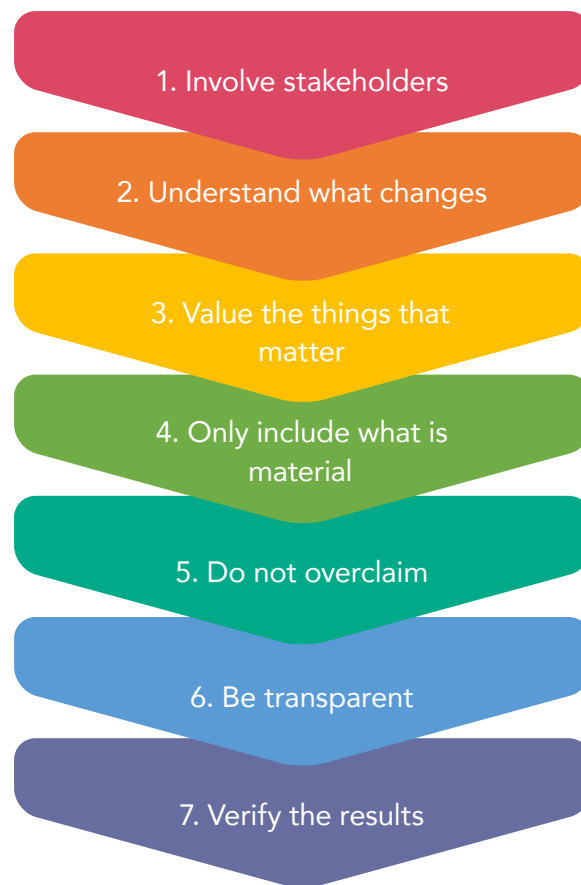 1. Involve stakeholders
2. Understand what changes
3. Value the things that
matter
4. Only include what is
material
5. Do not overclaim
6. Be transparent
7. Verify the results